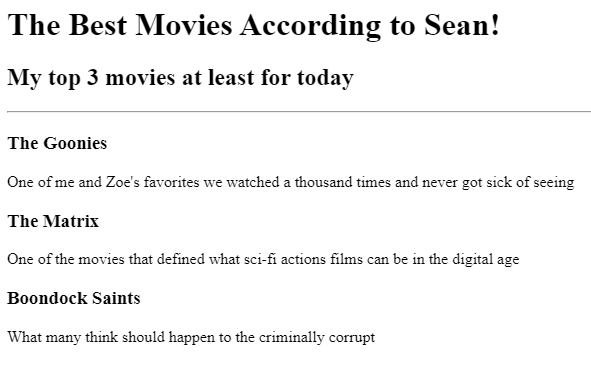 The Best Movies According to Sean!
My top 3 movies at least for today
The Goonies
One of me and Zoe's favorites we watched a thousand times and never got sick of seeing
The Matrix
One of the movies that defined what sci-fi actions films can be in the digital age
Boondock Saints
What many think should happen to the criminally corrupt